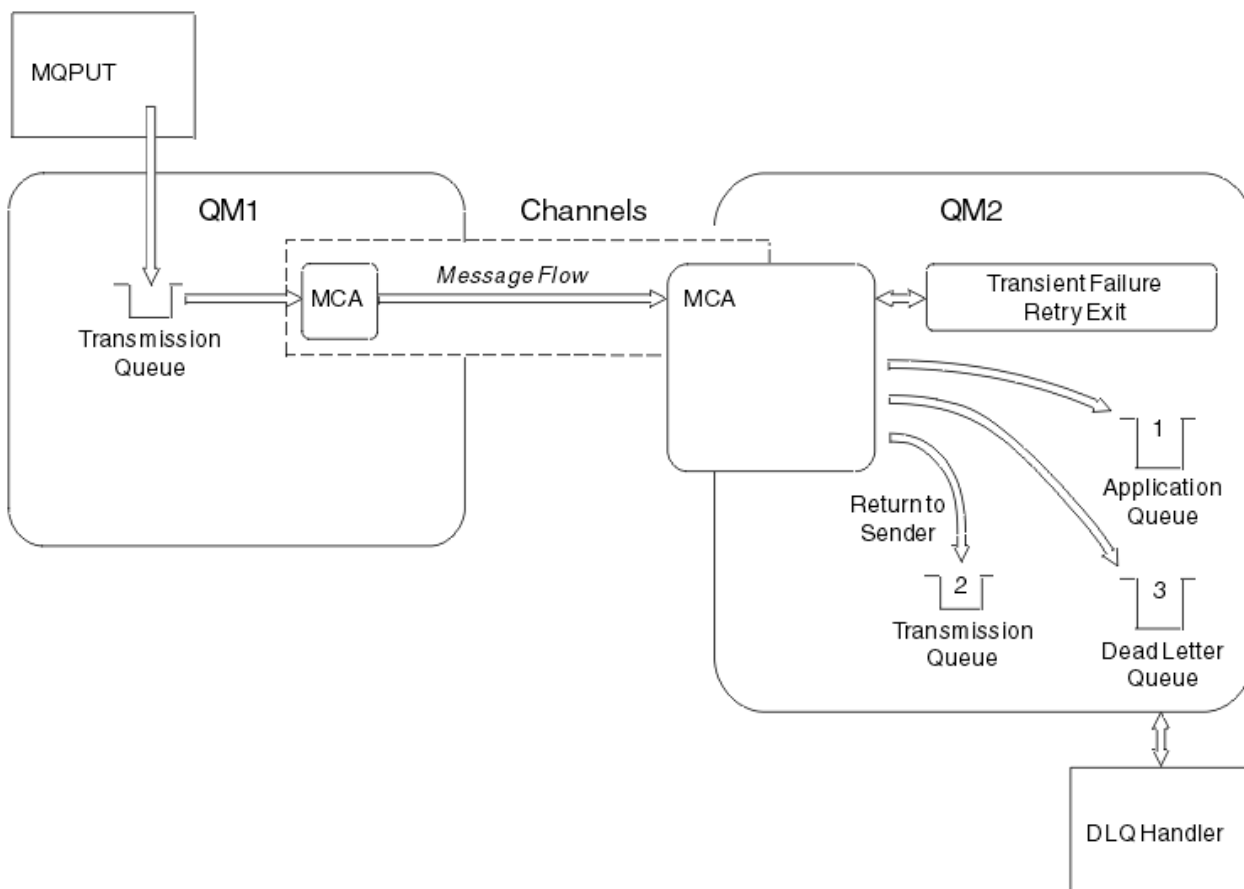 MQPUT
QM1
Channels
QM2
Message Flow
MCA
MCA
Transient Failure
Retry Exit
Transmission
Queue
1
Application
Queue
Return to
Sender
2
Transmission
Queue
3
Dead Letter
Queue
DLQ Handler